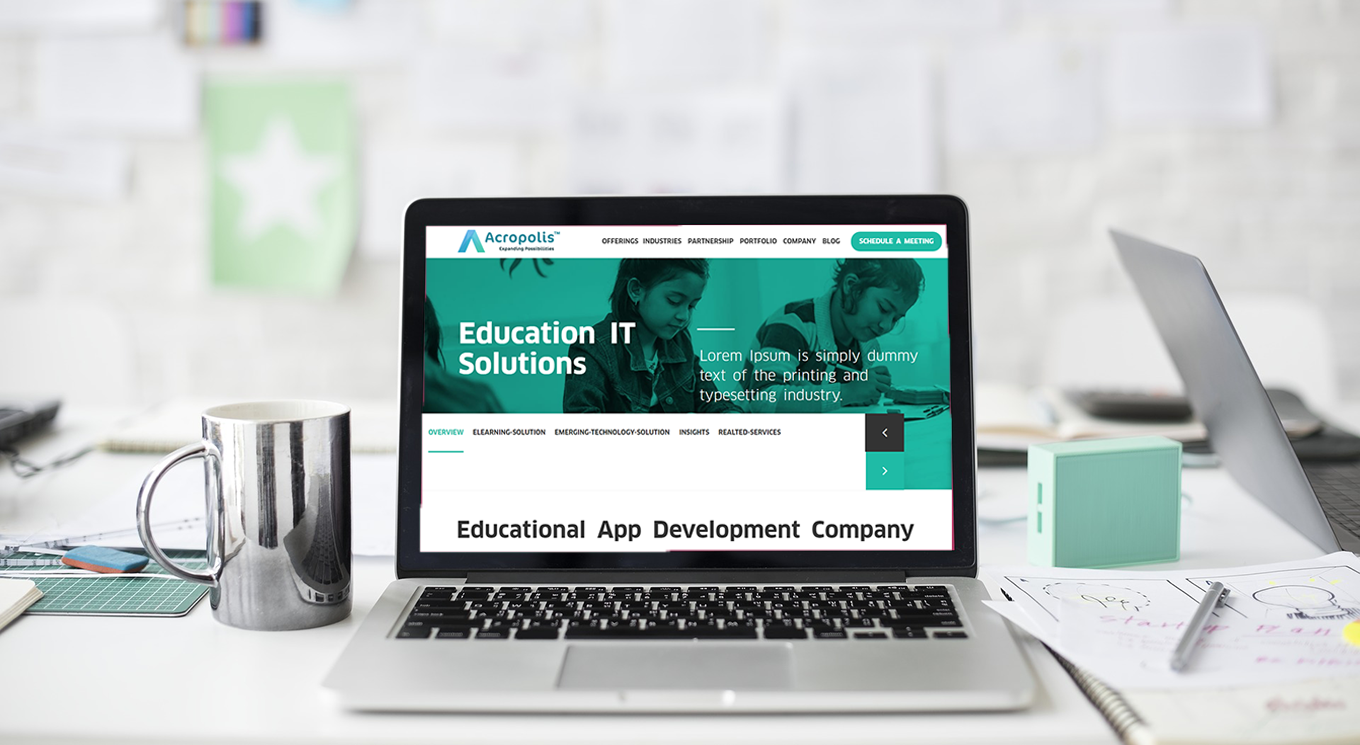 Acropolis™
Expanding Possibilities
OFFERINGS INDUSTRIES PARTNERSHIP PORTFOLIO COMPANY BLOG SCHEDULE A MEETING
Education IT
Solutions
Lorem Ipsum is simply dummy
text of the printing and
typesetting industry.
OVERVIEW ELEARNING-SOLUTION EMERGING-TECHNOLOGY-SOLUTION INSIGHTS REALTED-SERVICES
Educational App Development Company
startup